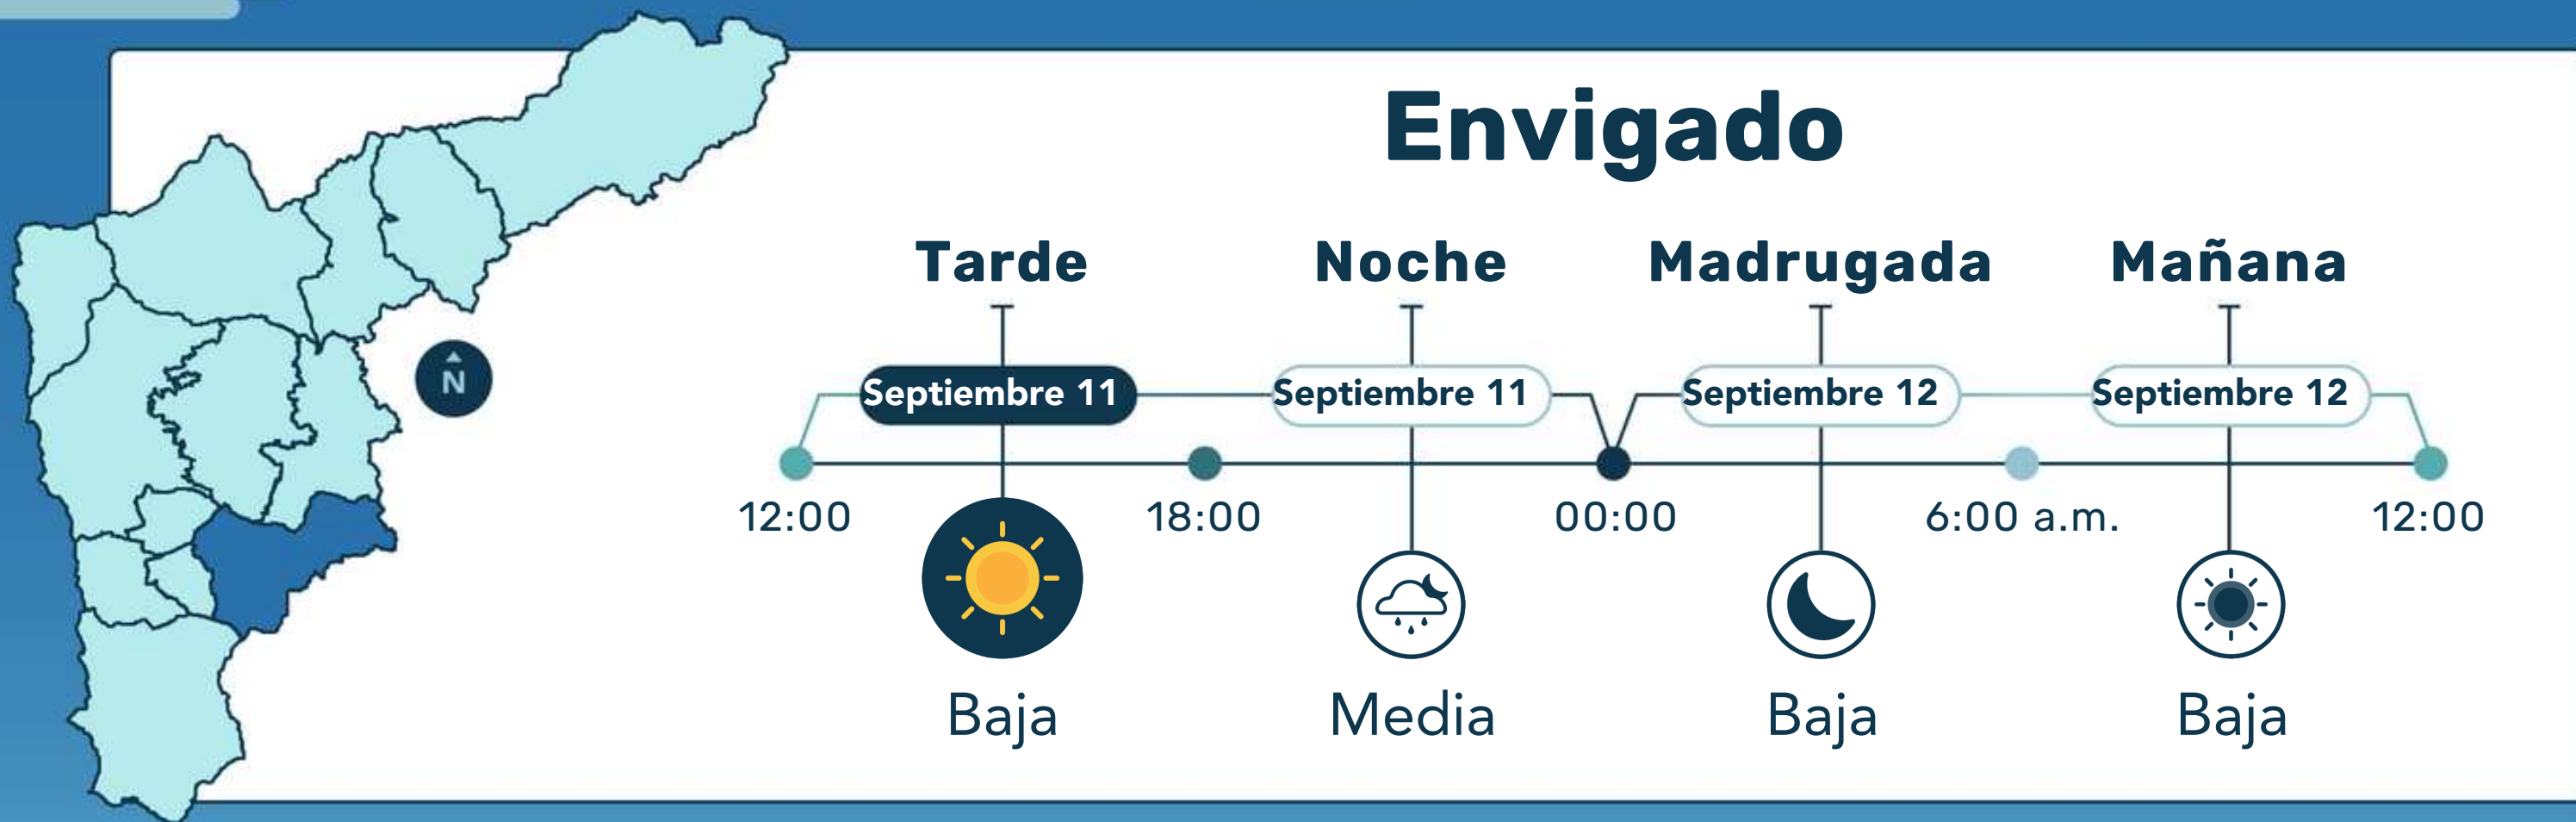 Envigado
Tarde Noche Madrugada Mañana
Septiembre 11 Septiembre 11 Septiembre 12 Septiembre 12
N
12:00 18:00 00:00 6:00 a.m. 12:00
Baja Media Baja Baja